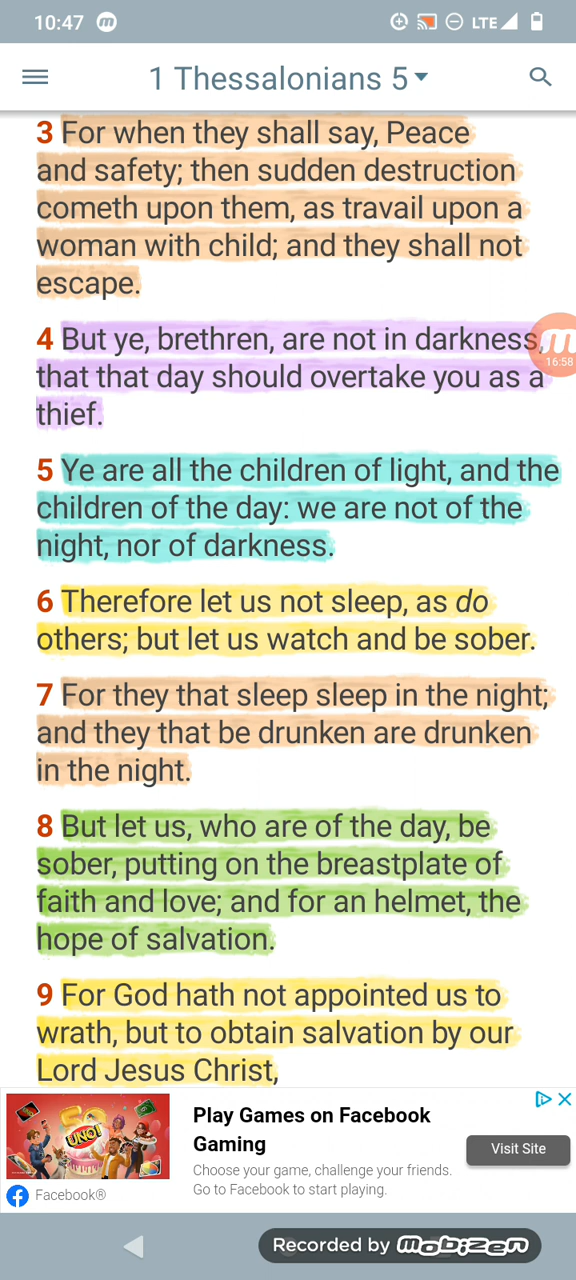 10:47
LTE
1 Thessalonians 5
3 For when they shall say, Peace
and safety; then sudden destruction
cometh upon them, as travail upon a
woman with child; and they shall not
escape.
4 But ye, brethren, are not in darkness,
that that day should overtake you as a
thief.
16:58
5 Ye are all the children of light, and the
children of the day: we are not of the
night, nor of darkness.
6 Therefore let us not sleep, as do
others; but let us watch and be sober.
7 For they that sleep sleep in the night;
and they that be drunken are drunken
in the night.
8 But let us, who are of the day, be
sober, putting on the breastplate of
faith and love; and for an helmet, the
hope of salvation.
9 For God hath not appointed us to
wrath, but to obtain salvation by our
Lord Jesus Christ,
UNO!
Facebook®
Play Games on Facebook
Gaming
Choose your game, challenge your friends.
Go to Facebook to start playing.
Visit Site
Recorded by mobizen